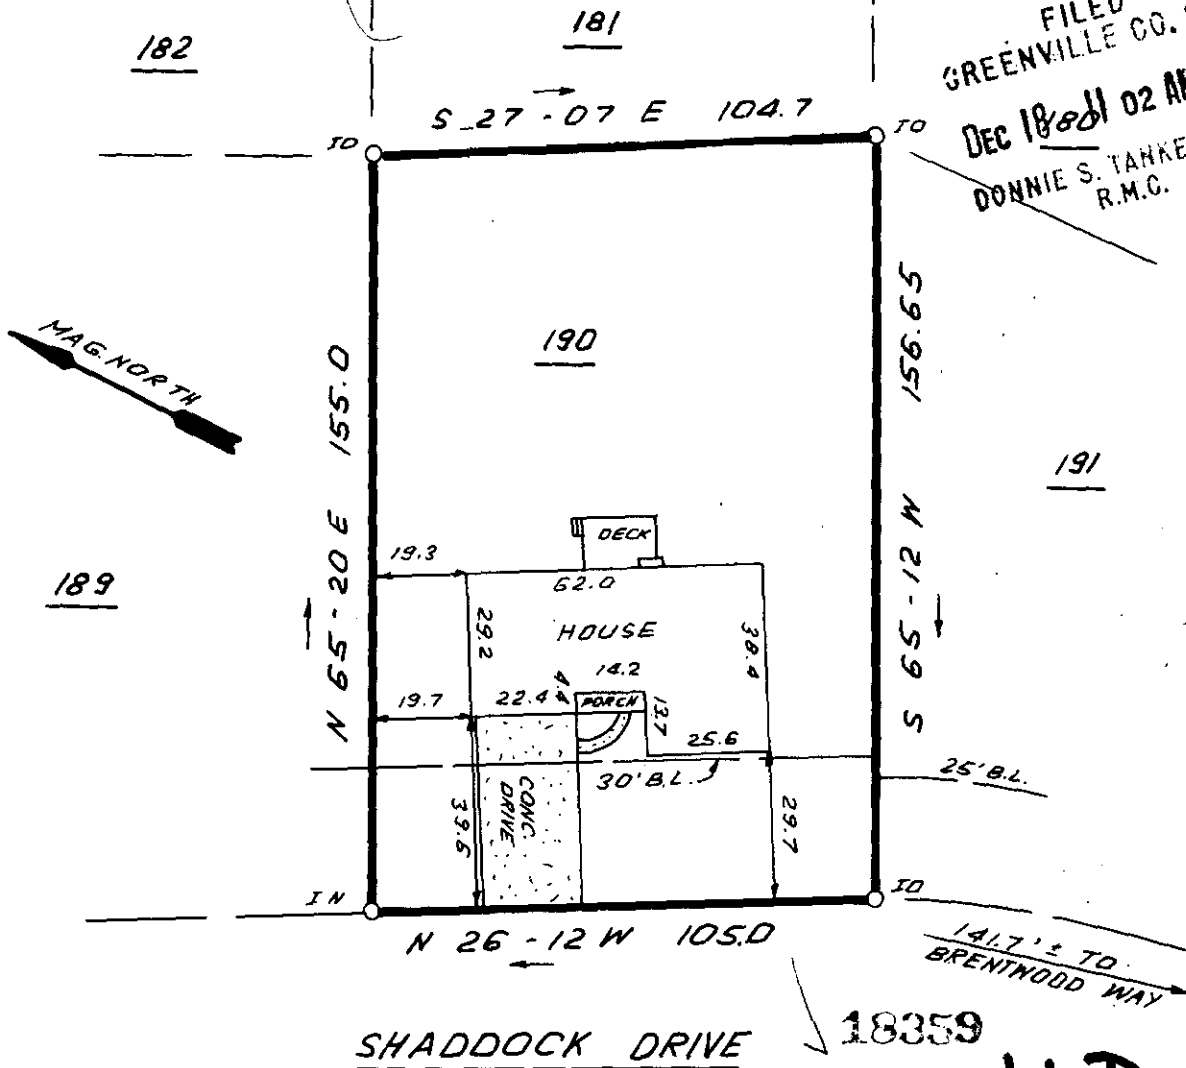 181
182
FILED
GREENVILLE CO.
S 27-07 E 104.7
DEC 18 11 02 AM
IO
IO
DONNIE S. TANKE
R.M.C.
MAG. NORTH
N 65-20 E 155.0
190
S 65-12 W 156.65
191
189
DECK
19.3
62.0
29.2
HOUSE
38.4
14.2
4.4
19.7
22.4
PORCH
13.7
25.6
30' B.L.
25' B.L.
CONC.
DRIVE
39.6
29.7
IN
IO
N 26-12 W 105.0
141.7' ± TO
BRENTWOOD WAY
18359
SHADDOCK DRIVE